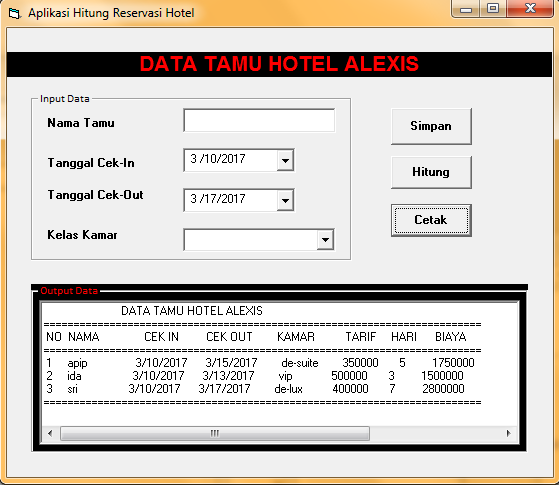 Aplikasi Hitung Reservasi Hotel
DATA TAMU HOTEL ALEXIS
Input Data
Nama Tamu
Simpan
Tanggal Cek-In 3 /10/2017
Hitung
Tanggal Cek-Out 3 /17/2017
Cetak
Kelas Kamar
Output Data
DATA TAMU HOTEL ALEXIS
NO NAMA CEK IN CEK OUT KAMAR TARIF HARI BIAYA
1 apip 3/10/2017 3/15/2017 de-suite 350000 5 1750000
2 ida 3/10/2017 3/13/2017 vip 500000 3 1500000
3 sri 3/10/2017 3/17/2017 de-lux 400000 7 2800000